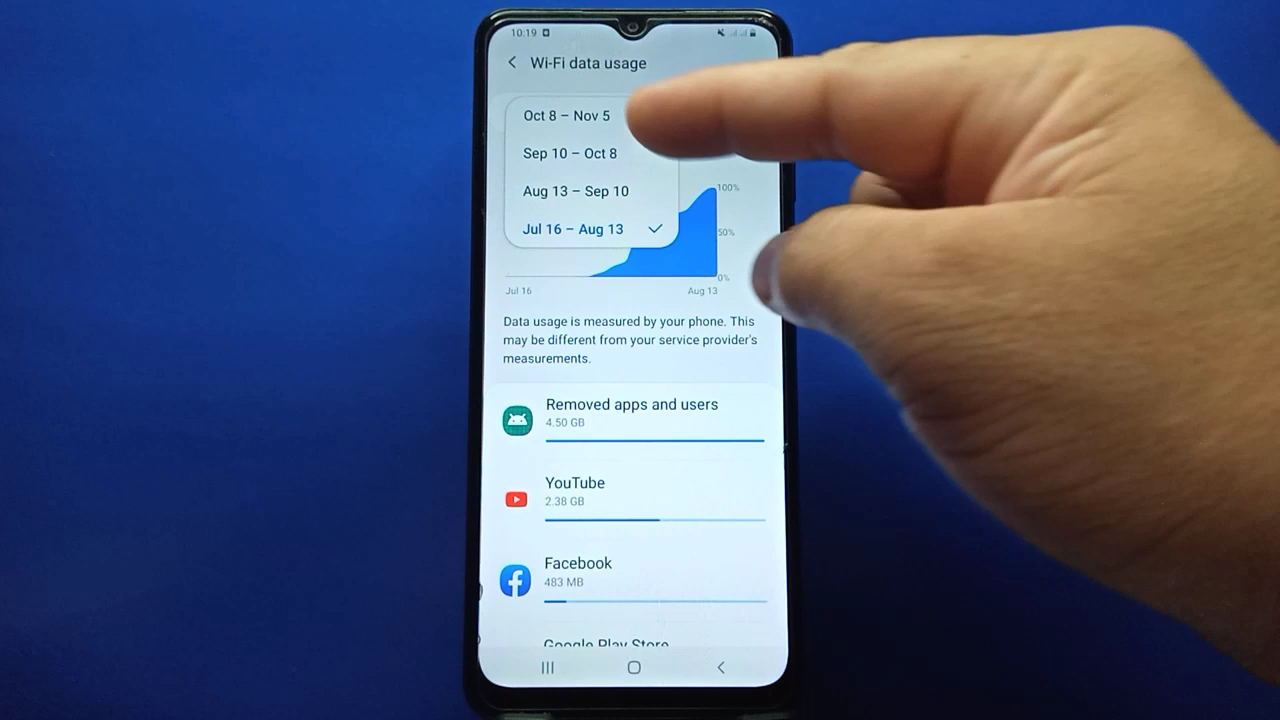 10:19
Wi-Fi data usage
Oct 8 – Nov 5
Sep 10 – Oct 8
Aug 13 – Sep 10
Jul 16 – Aug 13
100%
50%
0%
Jul 16
Aug 13
Data usage is measured by your phone. This
may be different from your service provider's
measurements.
Removed apps and users
4.50 GB
YouTube
2.38 GB
Facebook
483 MB
Google Play Store